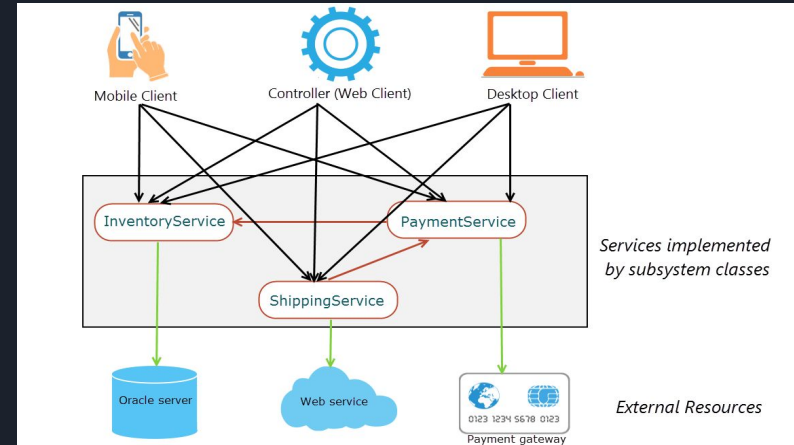 Mobile Client
Controller (Web Client)
Desktop Client
InventoryService
PaymentService
ShippingService
Services implemented
by subsystem classes
Oracle server
Web service
0123 1234 5678 0123
Payment gateway
External Resources